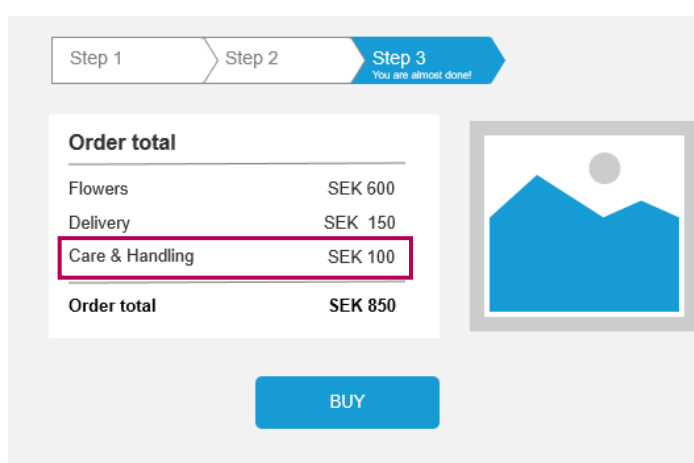 Step 1
Step 2
Step 3
You are almost done!
Order total
Flowers SEK 600
Delivery SEK 150
Care & Handling SEK 100
Order total SEK 850
BUY